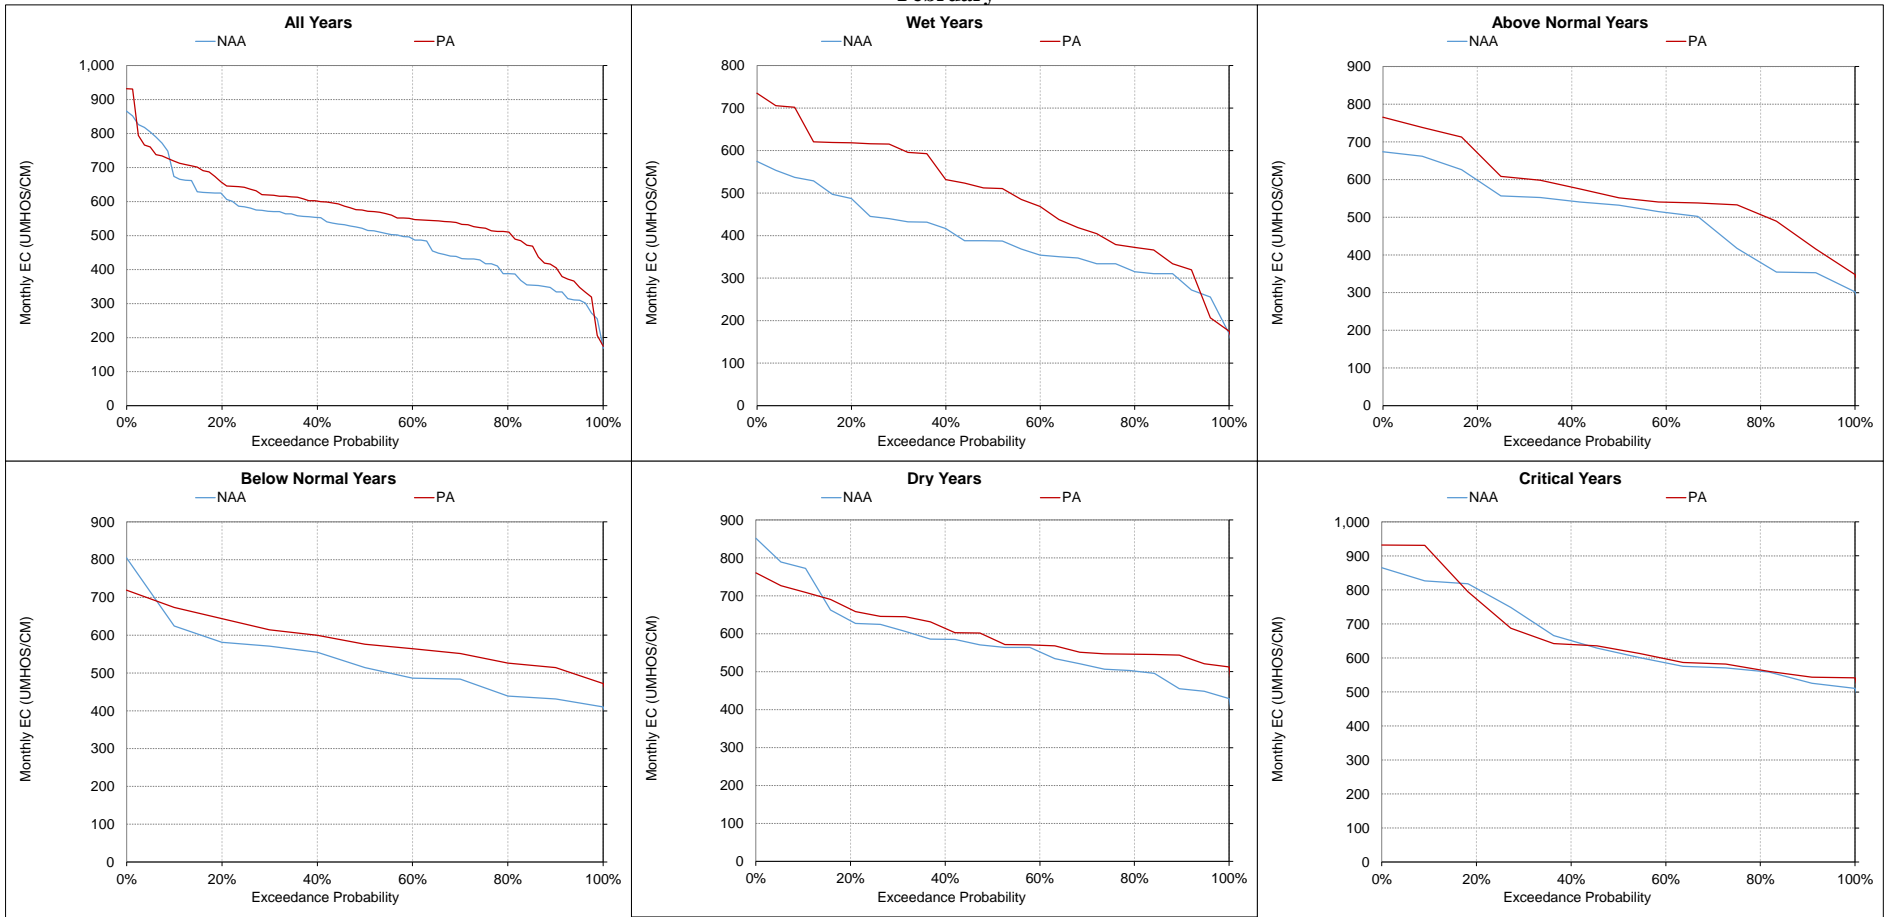 All Years
NAA PA
1,000
900
800
700
600
500
400
300
200
100
0
0% 20% 40% 60% 80% 100%
Exceedance Probability
Monthly EC (UMHOS/CM)
Wet Years
NAA PA
800
700
600
500
400
300
200
100
0
0% 20% 40% 60% 80% 100%
Exceedance Probability
Monthly EC (UMHOS/CM)
Above Normal Years
NAA PA
900
800
700
600
500
400
300
200
100
0
0% 20% 40% 60% 80% 100%
Exceedance Probability
Monthly EC (UMHOS/CM)
Below Normal Years
NAA PA
900
800
700
600
500
400
300
200
100
0
0% 20% 40% 60% 80% 100%
Exceedance Probability
Monthly EC (UMHOS/CM)
Dry Years
NAA PA
900
800
700
600
500
400
300
200
100
0
0% 20% 40% 60% 80% 100%
Exceedance Probability
Monthly EC (UMHOS/CM)
Critical Years
NAA PA
1,000
900
800
700
600
500
400
300
200
100
0
0% 20% 40% 60% 80% 100%
Exceedance Probability
Monthly EC (UMHOS/CM)